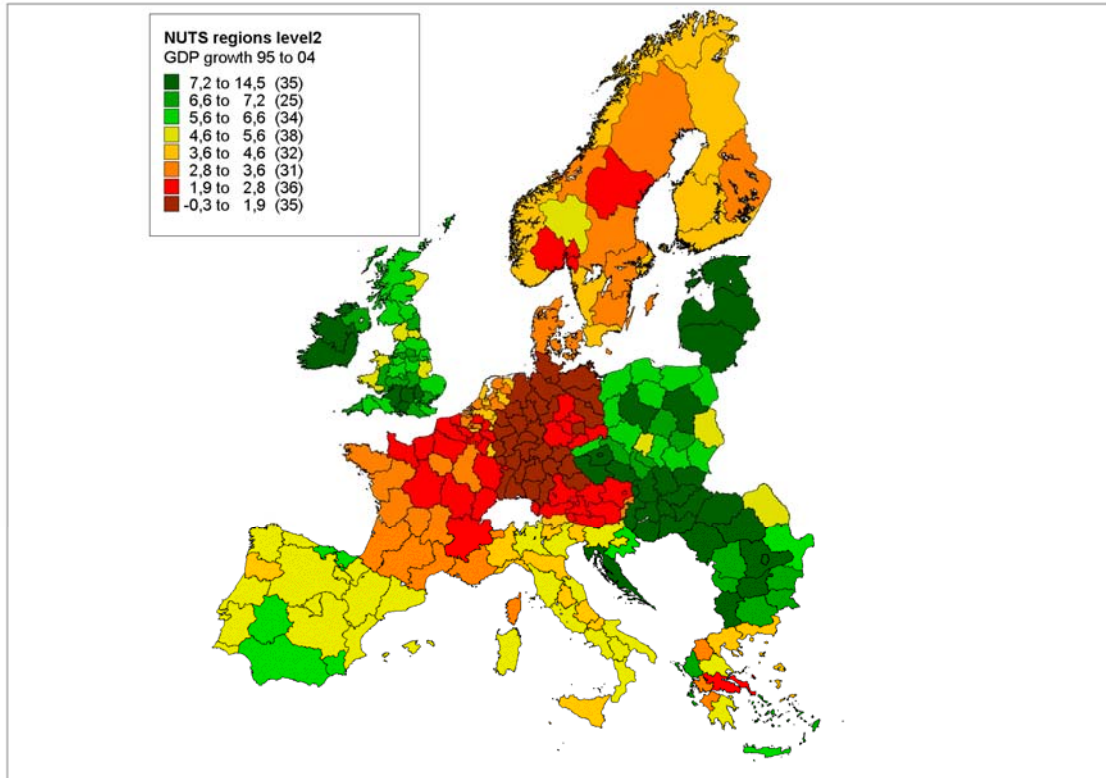 NUTS regions level2
GDP growth 95 to 04
7,2 to 14,5 (35)
6,6 to 7,2 (25)
5,6 to 6,6 (34)
4,6 to 5,6 (38)
3,6 to 4,6 (32)
2,8 to 3,6 (31)
1,9 to 2,8 (36)
-0,3 to 1,9 (35)